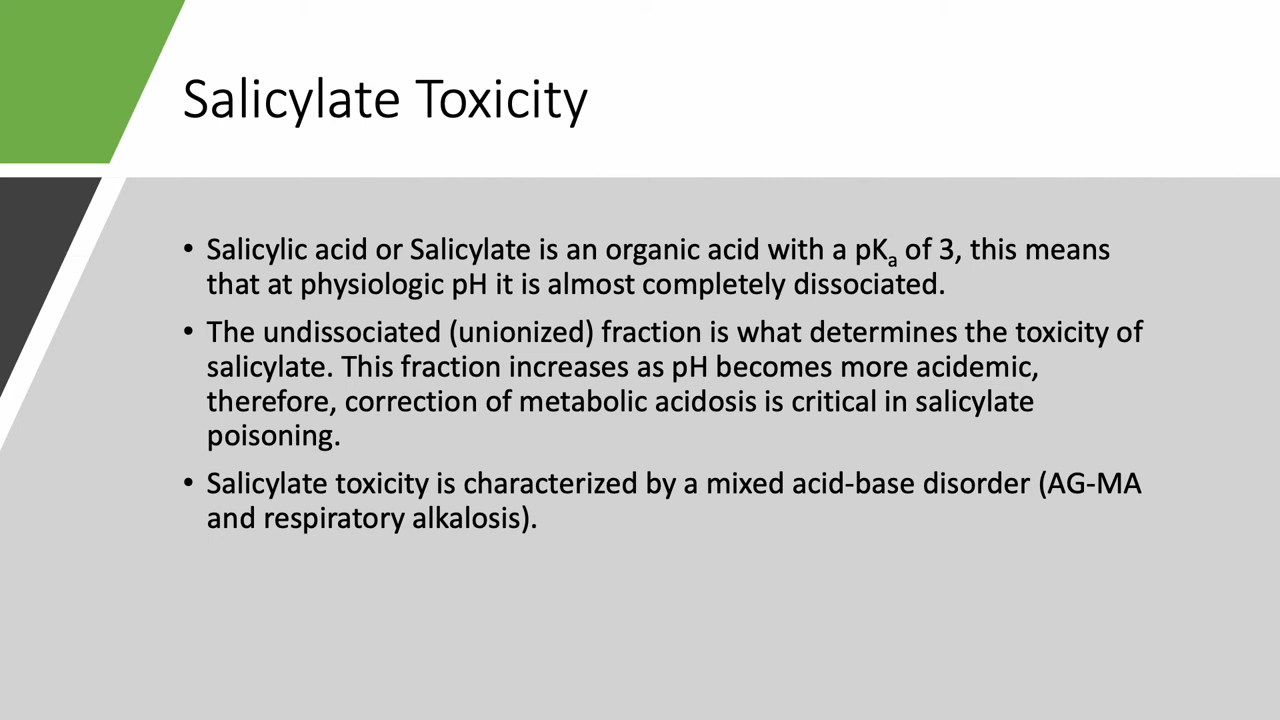 Salicylate Toxicity
• Salicylic acid or Salicylate is an organic acid with a pKa of 3, this means
that at physiologic pH it is almost completely dissociated.
• The undissociated (unionized) fraction is what determines the toxicity of
salicylate. This fraction increases as pH becomes more acidemic,
therefore, correction of metabolic acidosis is critical in salicylate
poisoning.
• Salicylate toxicity is characterized by a mixed acid-base disorder (AG-MA
and respiratory alkalosis).